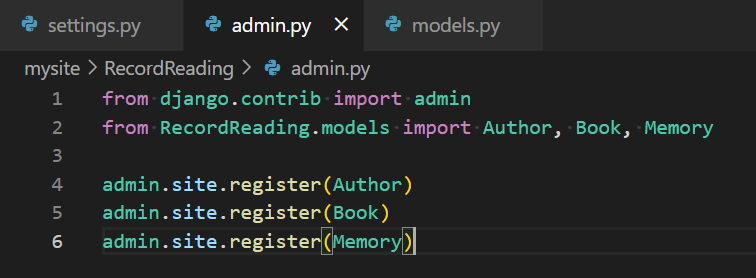 settings.py admin.py × models.py
mysite > RecordReading > admin.py
1 from django.contrib import admin
2 from RecordReading.models import Author, Book, Memory
3
4 admin.site.register(Author)
5 admin.site.register(Book)
6 admin.site.register(Memory)